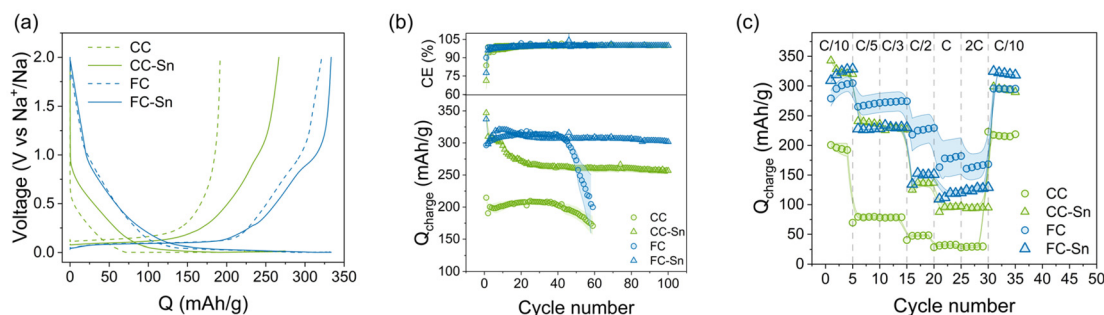 (a)
CC
CC-Sn
FC
FC-Sn
Voltage (V vs Na⁺/Na)
2.0
1.5
1.0
0.5
0.0
0 50 100 150 200 250 300 350
Q (mAh/g)
(b)
CE (%)
105
90
75
60
Qcharge (mAh/g)
350
300
250
200
150
100
CC
CC-Sn
FC
FC-Sn
0 20 40 60 80 100
Cycle number
(c)
C/10 C/5 C/3 C/2 C 2C C/10
Qcharge (mAh/g)
350
300
250
200
150
100
50
0
CC
CC-Sn
FC
FC-Sn
0 5 10 15 20 25 30 35 40 45 50
Cycle number